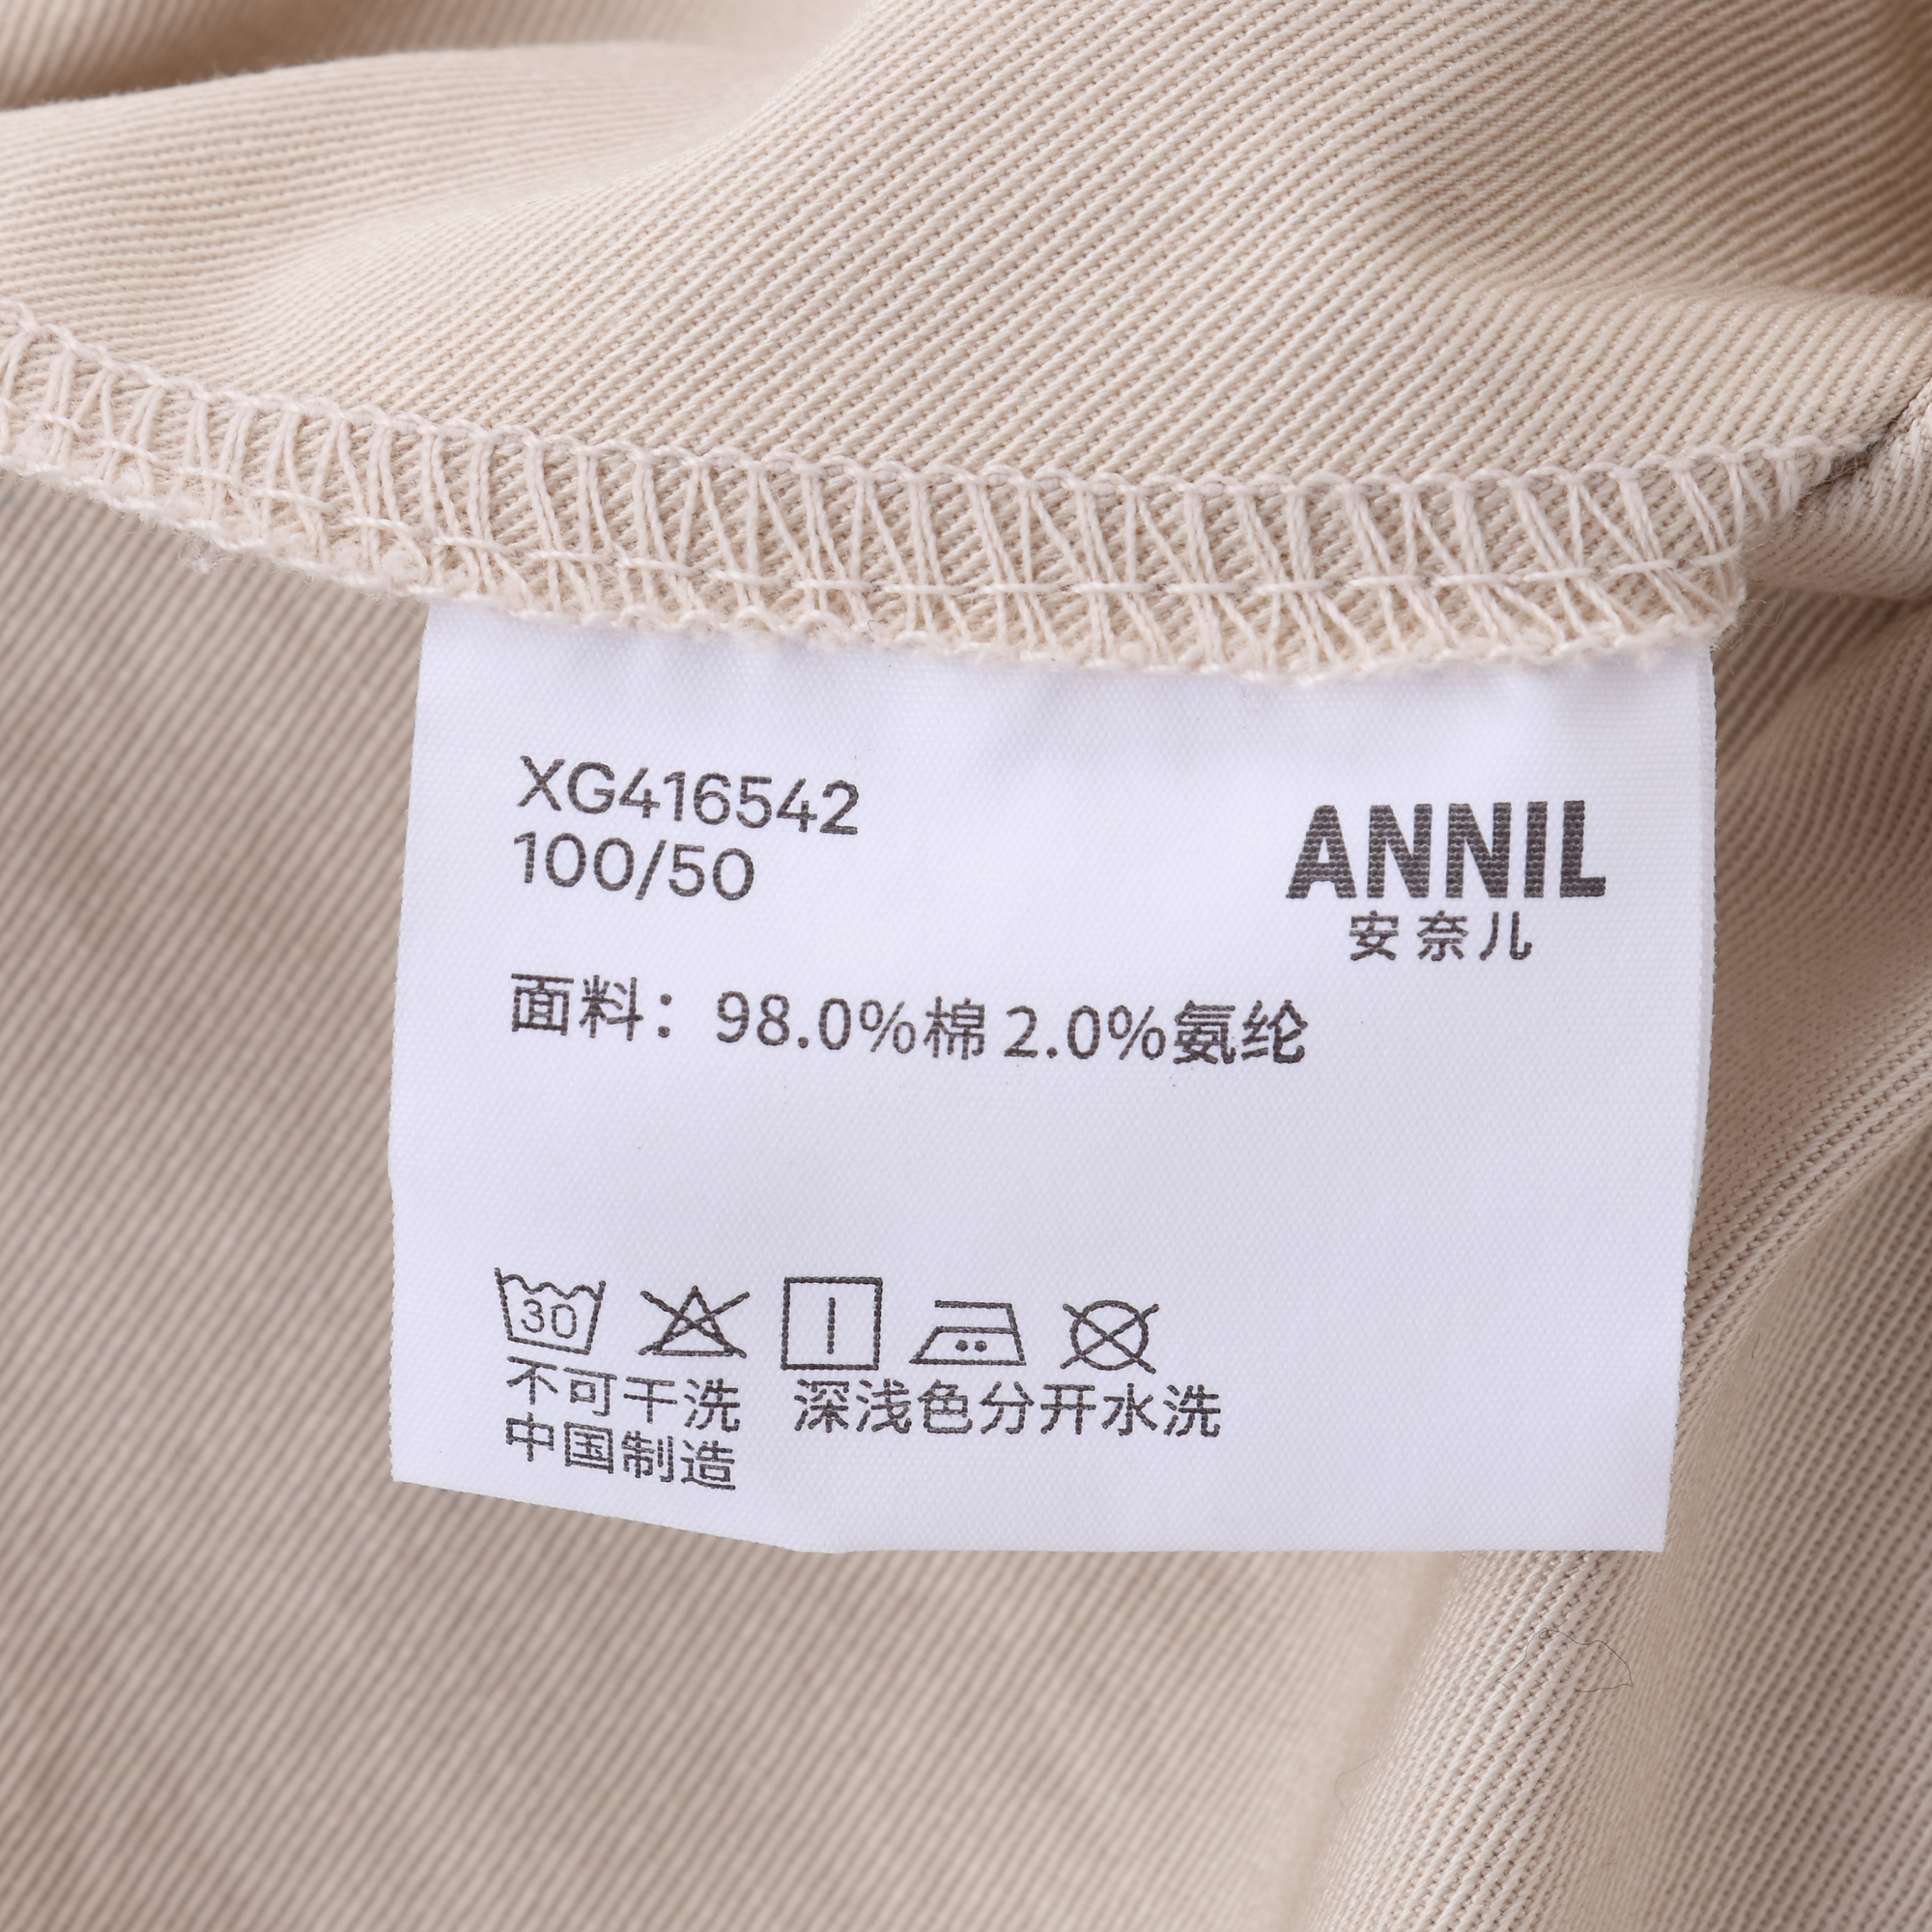 XG416542
100/50
ANNIL
安奈儿
面料：98.0%棉 2.0%氨纶
30
不可干洗 深浅色分开水洗
中国制造